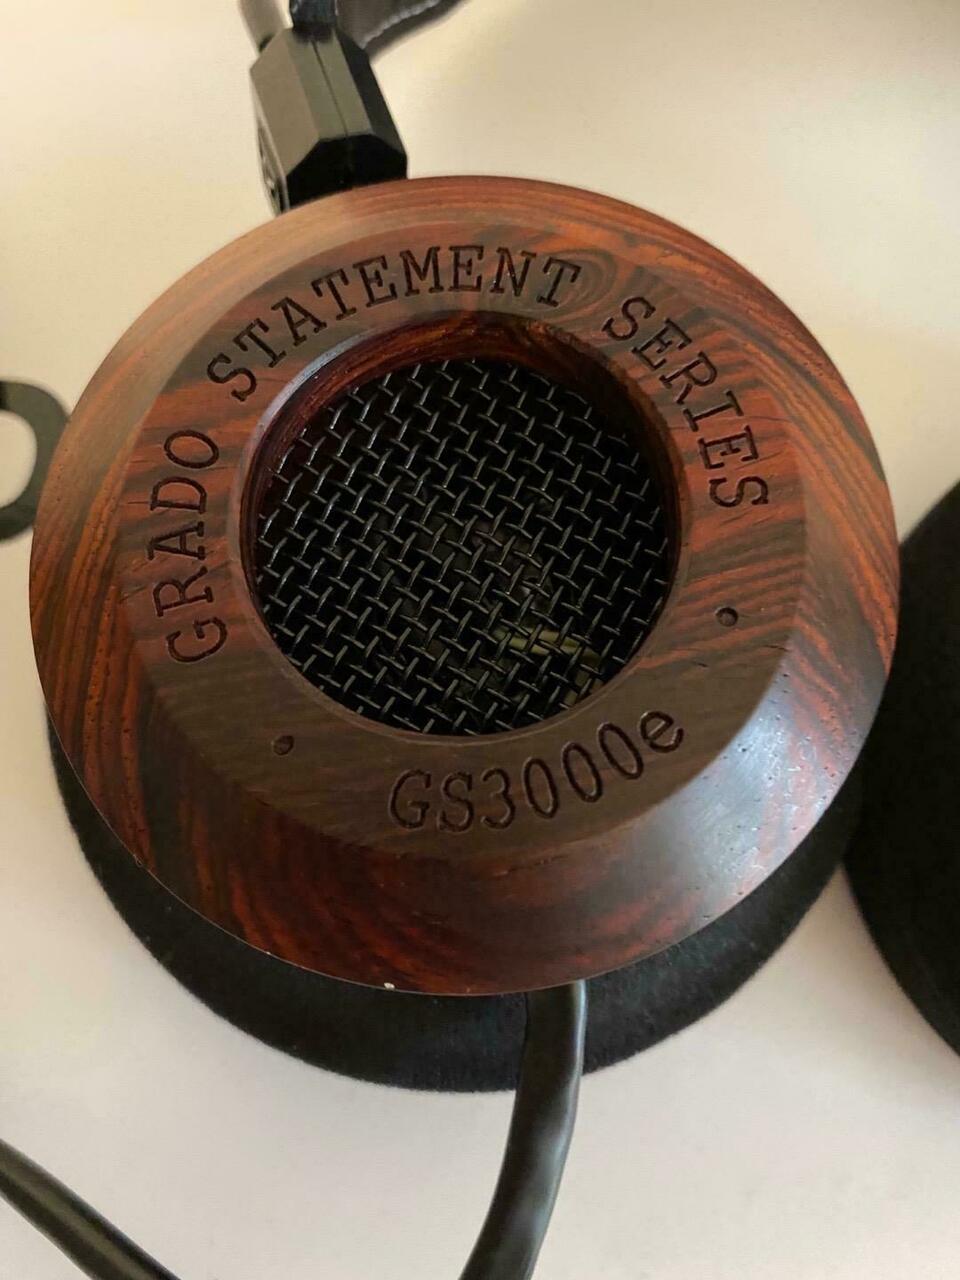 GRADO STATEMENT SERIES
GS3000e